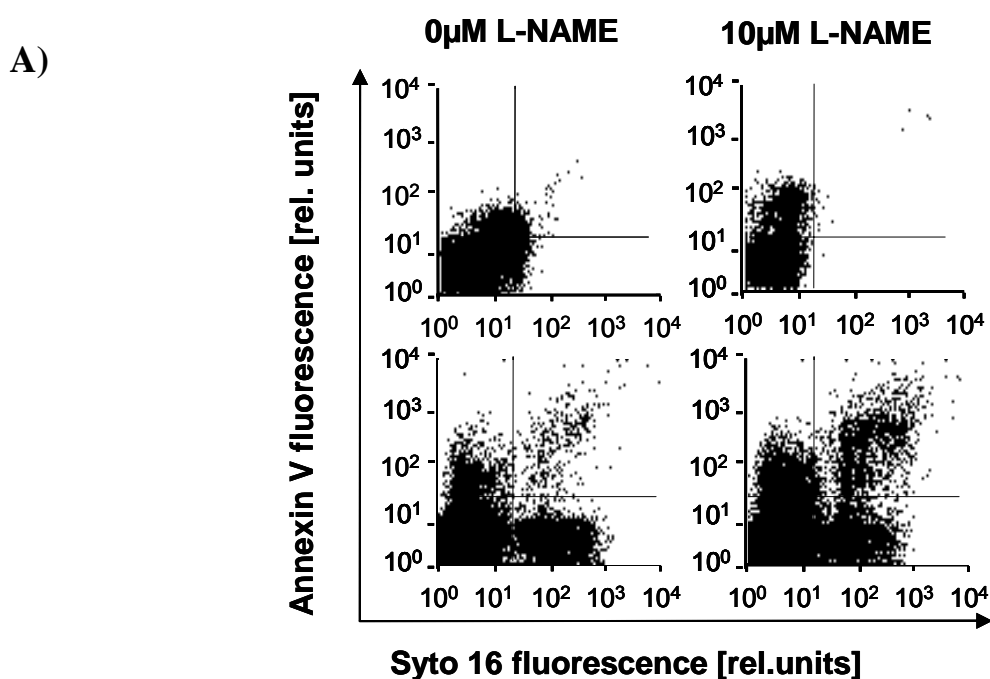 A)
0µM L-NAME
10µM L-NAME
Annexin V fluorescence [rel. units]
10⁴
10³
10²
10¹
10⁰
10⁰ 10¹ 10² 10³ 10⁴
10⁴
10³
10²
10¹
10⁰
10⁰ 10¹ 10² 10³ 10⁴
10⁴
10³
10²
10¹
10⁰
10⁰ 10¹ 10² 10³ 10⁴
10⁴
10³
10²
10¹
10⁰
10⁰ 10¹ 10² 10³ 10⁴
Syto 16 fluorescence [rel.units]